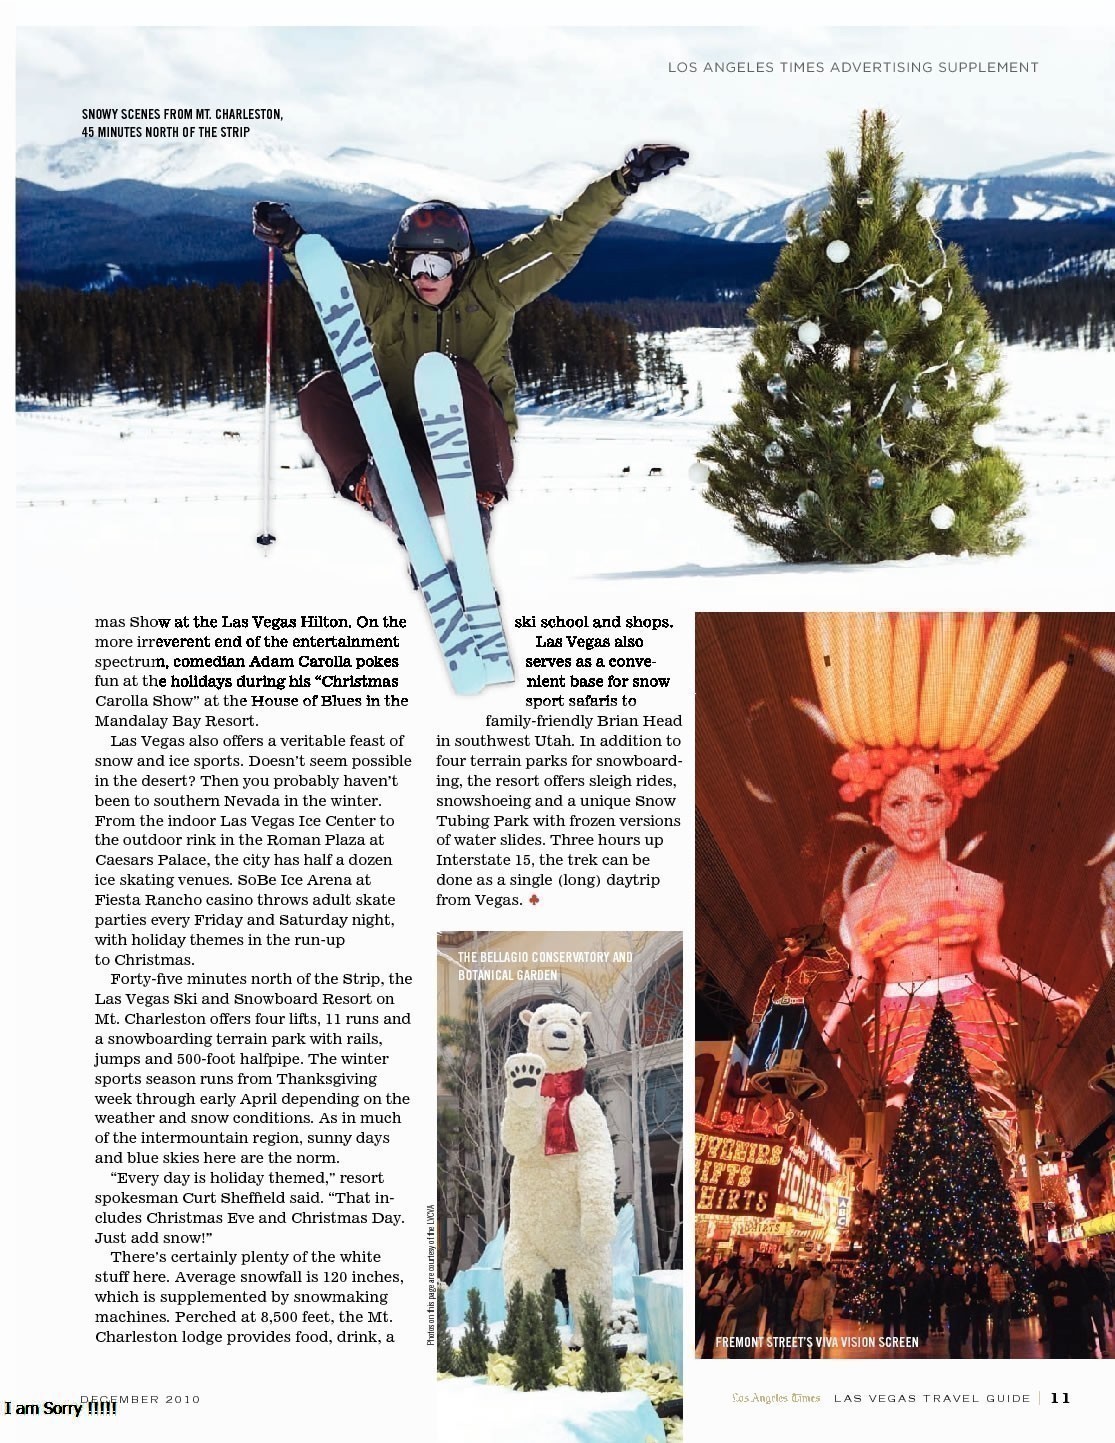 LOS ANGELES TIMES ADVERTISING SUPPLEMENT
SNOWY SCENES FROM MT. CHARLESTON,
45 MINUTES NORTH OF THE STRIP
LINE
LINE
LINE
LINE
mas Show at the Las Vegas Hilton. On the
more irreverent end of the entertainment
spectrum, comedian Adam Carolla pokes
fun at the holidays during his “Christmas
Carolla Show” at the House of Blues in the
Mandalay Bay Resort.
Las Vegas also offers a veritable feast of
snow and ice sports. Doesn’t seem possible
in the desert? Then you probably haven’t
been to southern Nevada in the winter.
From the indoor Las Vegas Ice Center to
the outdoor rink in the Roman Plaza at
Caesars Palace, the city has half a dozen
ice skating venues. SoBe Ice Arena at
Fiesta Rancho casino throws adult skate
parties every Friday and Saturday night,
with holiday themes in the run-up
to Christmas.
Forty-five minutes north of the Strip, the
Las Vegas Ski and Snowboard Resort on
Mt. Charleston offers four lifts, 11 runs and
a snowboarding terrain park with rails,
jumps and 500-foot halfpipe. The winter
sports season runs from Thanksgiving
week through early April depending on the
weather and snow conditions. As in much
of the intermountain region, sunny days
and blue skies here are the norm.
“Every day is holiday themed,” resort
spokesman Curt Sheffield said. “That in-
cludes Christmas Eve and Christmas Day.
Just add snow!”
There’s certainly plenty of the white
stuff here. Average snowfall is 120 inches,
which is supplemented by snowmaking
machines. Perched at 8,500 feet, the Mt.
Charleston lodge provides food, drink, a
ski school and shops.
Las Vegas also
serves as a conve-
nient base for snow
sport safaris to
family-friendly Brian Head
in southwest Utah. In addition to
four terrain parks for snowboard-
ing, the resort offers sleigh rides,
snowshoeing and a unique Snow
Tubing Park with frozen versions
of water slides. Three hours up
Interstate 15, the trek can be
done as a single (long) daytrip
from Vegas. ♣
THE BELLAGIO CONSERVATORY AND
BOTANICAL GARDEN
Photos on this page are courtesy of the LVCVA
SHIRTS
FREMONT STREET’S VIVA VISION SCREEN
DECEMBER 2010
I am Sorry !!!!!
Los Angeles Times LAS VEGAS TRAVEL GUIDE | 11